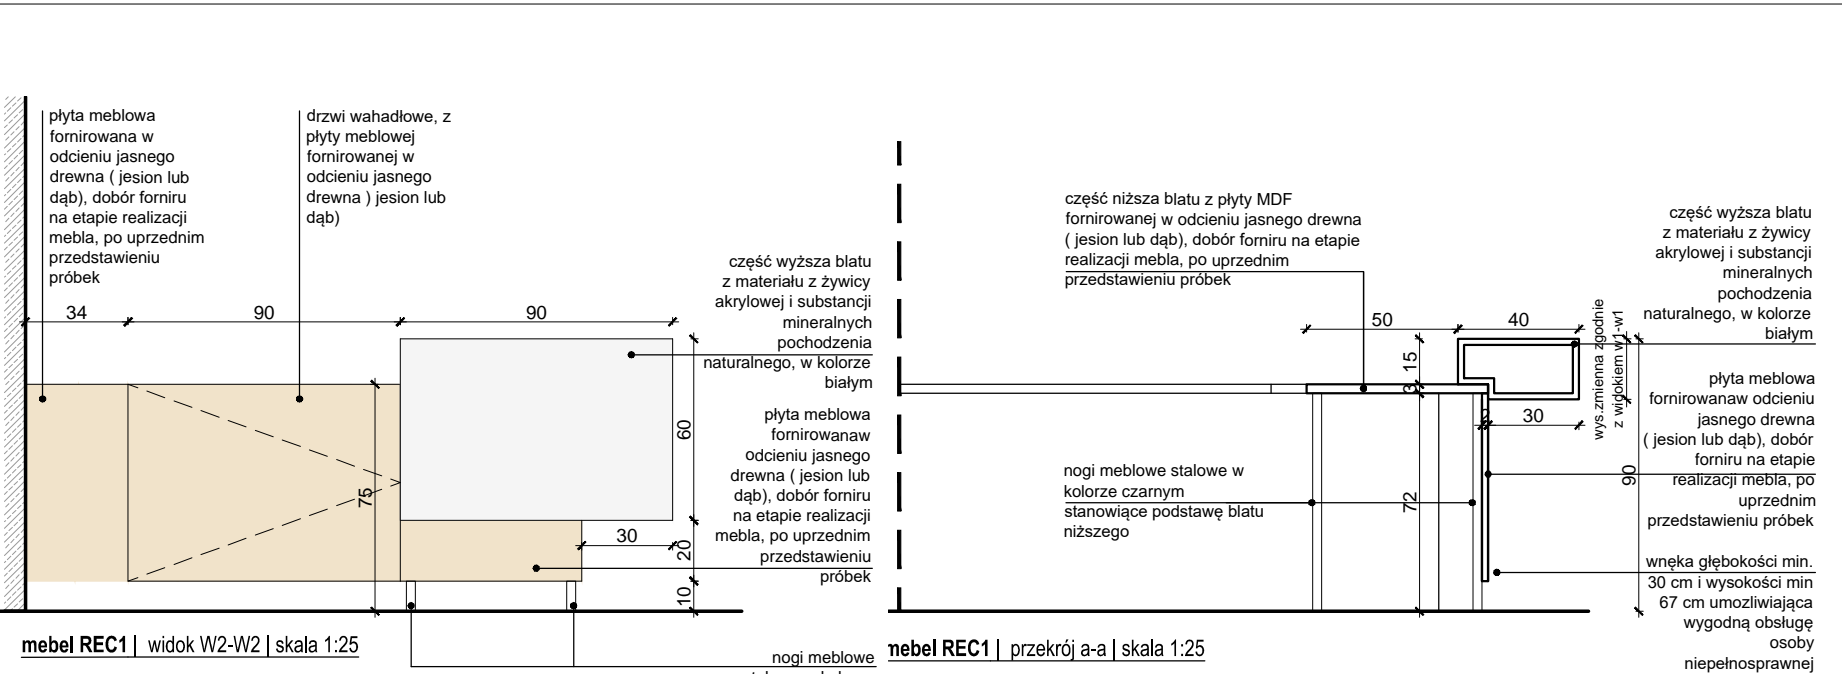 płyta meblowa
fornirowana w
odcieniu jasnego
drewna ( jesion lub
dąb), dobór forniru
na etapie realizacji
mebla, po uprzednim
przedstawieniu
próbek
drzwi wahadłowe, z
płyty meblowej
fornirowanej w
odcieniu jasnego
drewna ) jesion lub
dąb)
część wyższa blatu
z materiału z żywicy
akrylowej i substancji
mineralnych
pochodzenia
naturalnego, w kolorze
białym
płyta meblowa
fornirowanaw
odcieniu jasnego
drewna ( jesion lub
dąb), dobór forniru
na etapie realizacji
mebla, po uprzednim
przedstawieniu
próbek
34
90
90
75
60
30
20
10
nogi meblowe
mebel REC1 | widok W2-W2 | skala 1:25
część niższa blatu z płyty MDF
fornirowanej w odcieniu jasnego drewna
( jesion lub dąb), dobór forniru na etapie
realizacji mebla, po uprzednim
przedstawieniu próbek
50
40
15
3
2
30
72
90
wys.zmienna zgodnie
z widokiem w1-w1
nogi meblowe stalowe w
kolorze czarnym
stanowiące podstawę blatu
niższego
część wyższa blatu
z materiału z żywicy
akrylowej i substancji
mineralnych
pochodzenia
naturalnego, w kolorze
białym
płyta meblowa
fornirowanaw odcieniu
jasnego drewna
( jesion lub dąb), dobór
forniru na etapie
realizacji mebla, po
uprzednim
przedstawieniu próbek
wnęka głębokości min.
30 cm i wysokości min
67 cm umozliwiająca
wygodną obsługę
osoby
niepełnosprawnej
mebel REC1 | przekrój a-a | skala 1:25